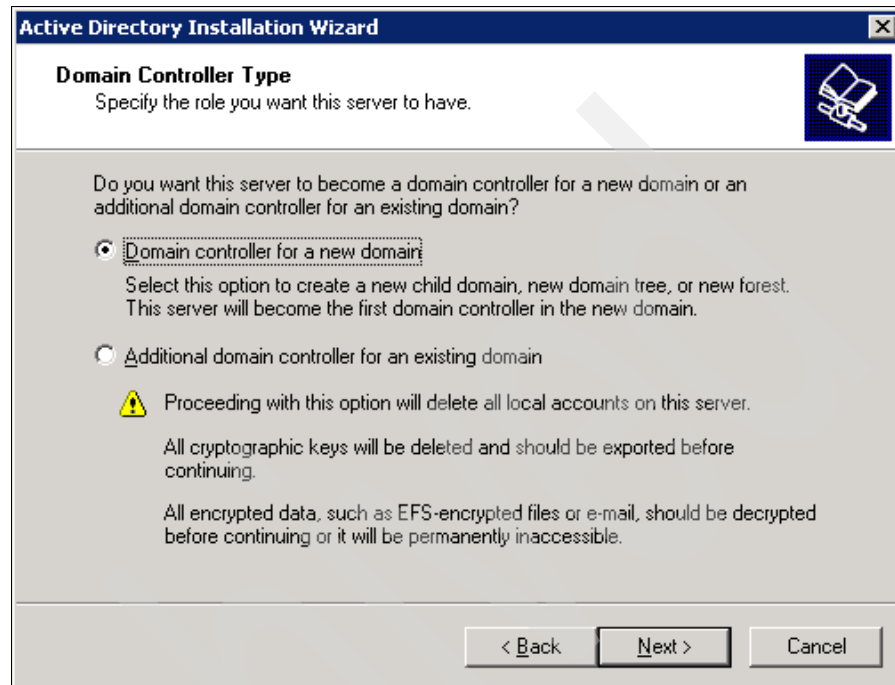 Active Directory Installation Wizard
Domain Controller Type
Specify the role you want this server to have.
Do you want this server to become a domain controller for a new domain or an
additional domain controller for an existing domain?
Domain controller for a new domain
Select this option to create a new child domain, new domain tree, or new forest.
This server will become the first domain controller in the new domain.
Additional domain controller for an existing domain
Proceeding with this option will delete all local accounts on this server.
All cryptographic keys will be deleted and should be exported before
continuing.
All encrypted data, such as EFS-encrypted files or e-mail, should be decrypted
before continuing or it will be permanently inaccessible.
< Back
Next >
Cancel